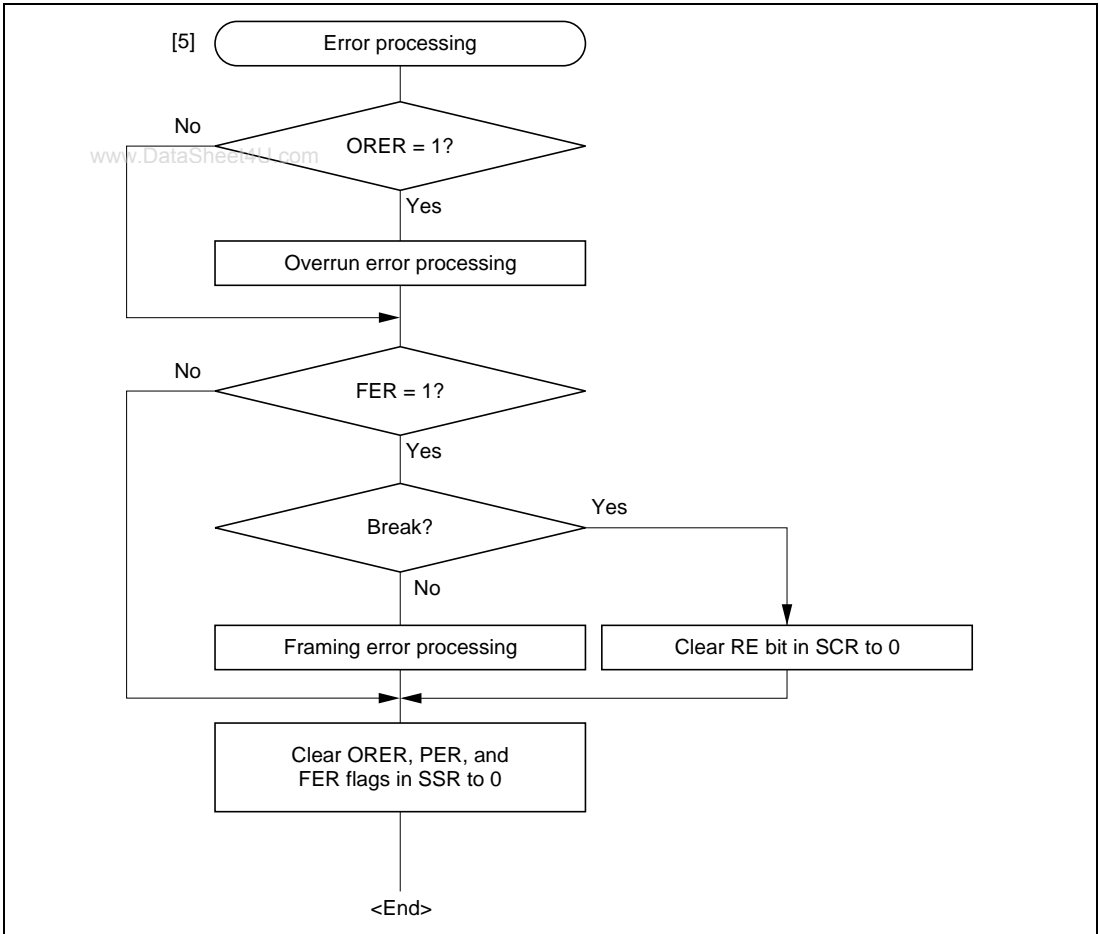 [5] Error processing
No
www.DataSheet4U.com
ORER = 1?
Yes
Overrun error processing
No
FER = 1?
Yes
Break?
Yes
No
Framing error processing
Clear RE bit in SCR to 0
Clear ORER, PER, and
FER flags in SSR to 0
<End>